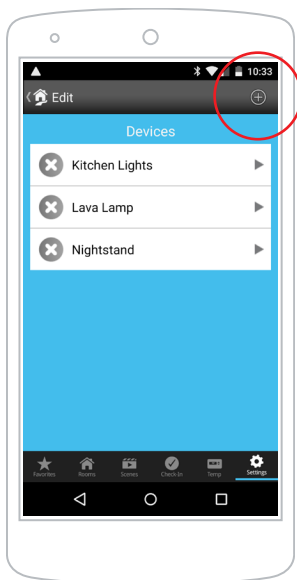 10:33
Edit
Devices
Kitchen Lights
Lava Lamp
Nightstand
Favorites Rooms Scenes Check-In Temp Settings